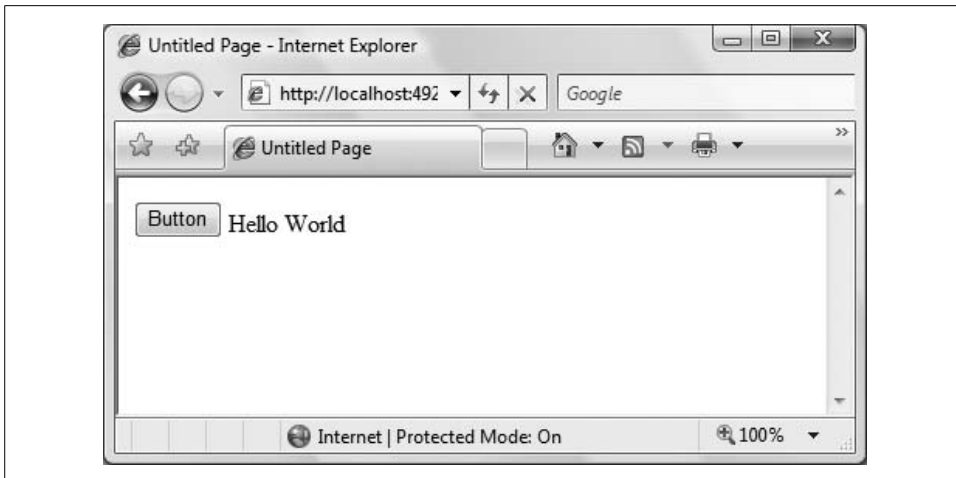 Untitled Page - Internet Explorer
http://localhost:492
Google
Untitled Page
Button Hello World
Internet | Protected Mode: On
100%